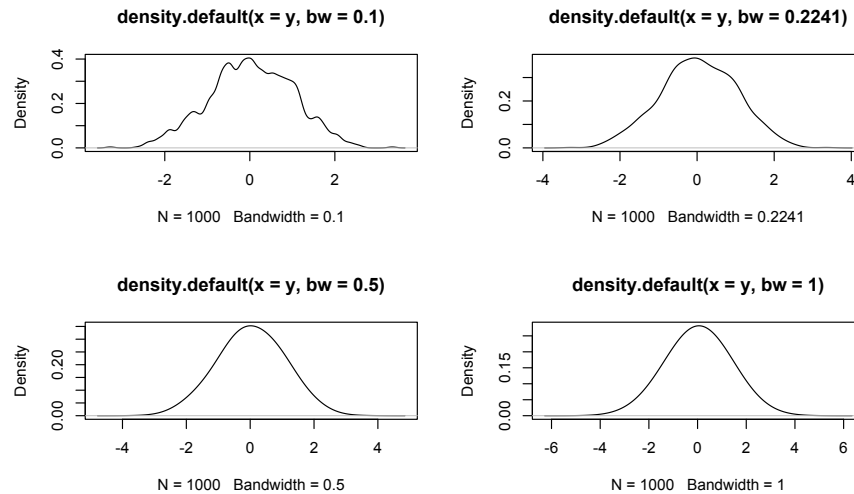 density.default(x = y, bw = 0.1)
Density
0.0 0.2 0.4
-2 0 2
N = 1000 Bandwidth = 0.1
density.default(x = y, bw = 0.2241)
Density
0.0 0.2
-4 -2 0 2 4
N = 1000 Bandwidth = 0.2241
density.default(x = y, bw = 0.5)
Density
0.00 0.20
-4 -2 0 2 4
N = 1000 Bandwidth = 0.5
density.default(x = y, bw = 1)
Density
0.00 0.15
-6 -4 -2 0 2 4 6
N = 1000 Bandwidth = 1